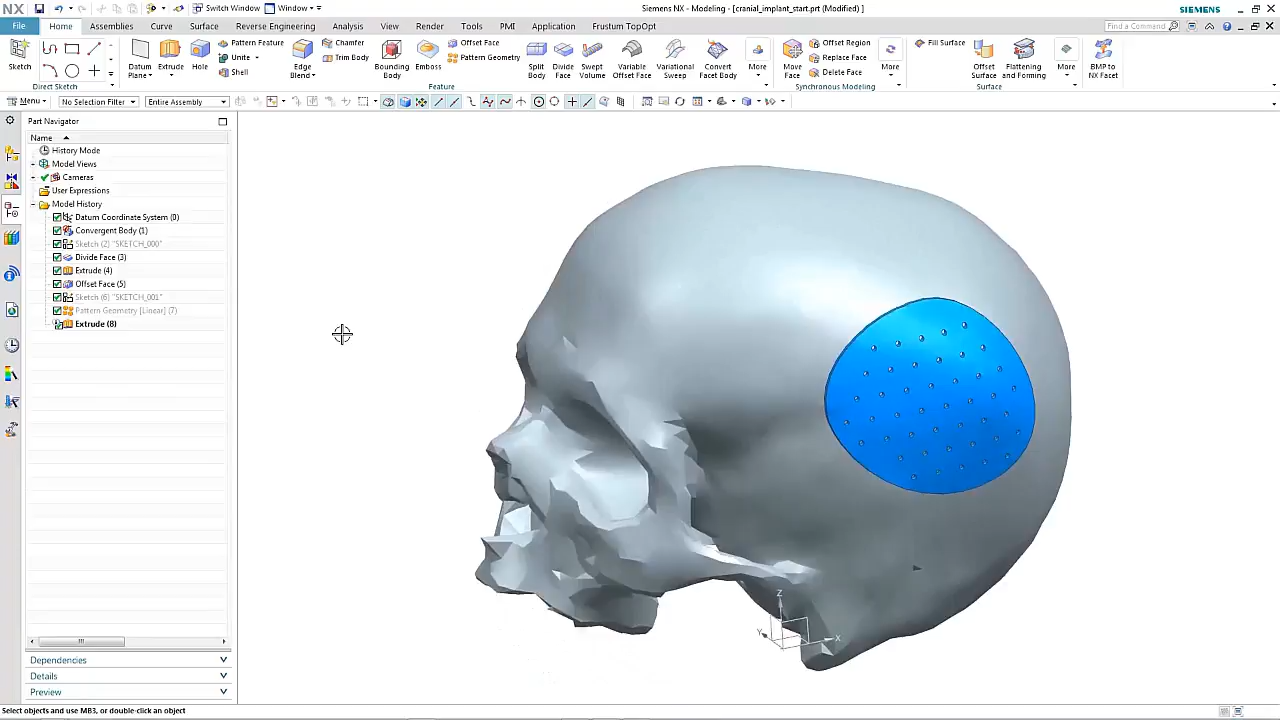 NX
Switch Window
Window
Siemens NX - Modeling - [cranial_implant_start.prt (Modified) ]
SIEMENS
File
Home
Assemblies
Curve
Surface
Reverse Engineering
Analysis
View
Render
Tools
PMI
Application
Frustum TopOpt
Find a Command
Sketch
Direct Sketch
Datum
Plane
Extrude
Hole
Pattern Feature
Unite
Shell
Edge
Blend
Chamfer
Trim Body
Bounding
Body
Emboss
Offset Face
Pattern Geometry
Split
Body
Divide
Face
Swept
Volume
Variable
Offset Face
Variational
Sweep
Convert
Facet Body
More
Feature
Move
Face
Offset Region
Replace Face
Delete Face
More
Synchronous Modeling
Fill Surface
Offset
Surface
Flattening
and Forming
More
Surface
BMP to
NX Facet
Menu
No Selection Filter
Entire Assembly
Part Navigator
Name
History Mode
Model Views
Cameras
User Expressions
Model History
Datum Coordinate System (0)
Convergent Body (1)
Sketch (2) "SKETCH_000"
Divide Face (3)
Extrude (4)
Offset Face (5)
Sketch (6) "SKETCH_001"
Pattern Geometry [Linear] (7)
Extrude (8)
Z
Y
X
Dependencies
Details
Preview
Select objects and use MB3, or double-click an object